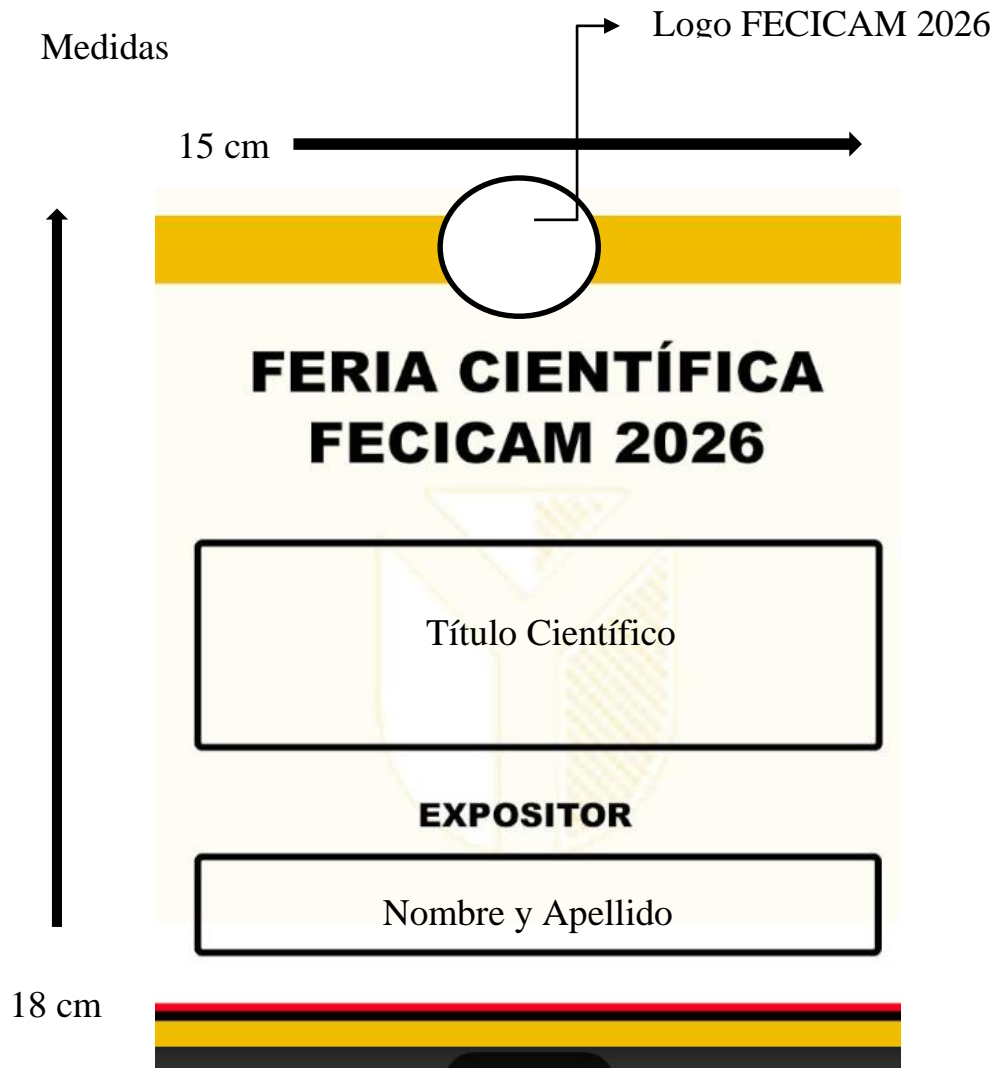 Logo FECICAM 2026
Medidas
15 cm
FERIA CIENTÍFICA
FECICAM 2026
Título Científico
EXPOSITOR
Nombre y Apellido
18 cm